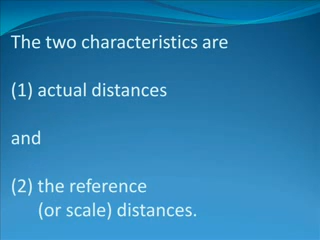 The two characteristics are
(1) actual distances
and
(2) the reference
(or scale) distances.